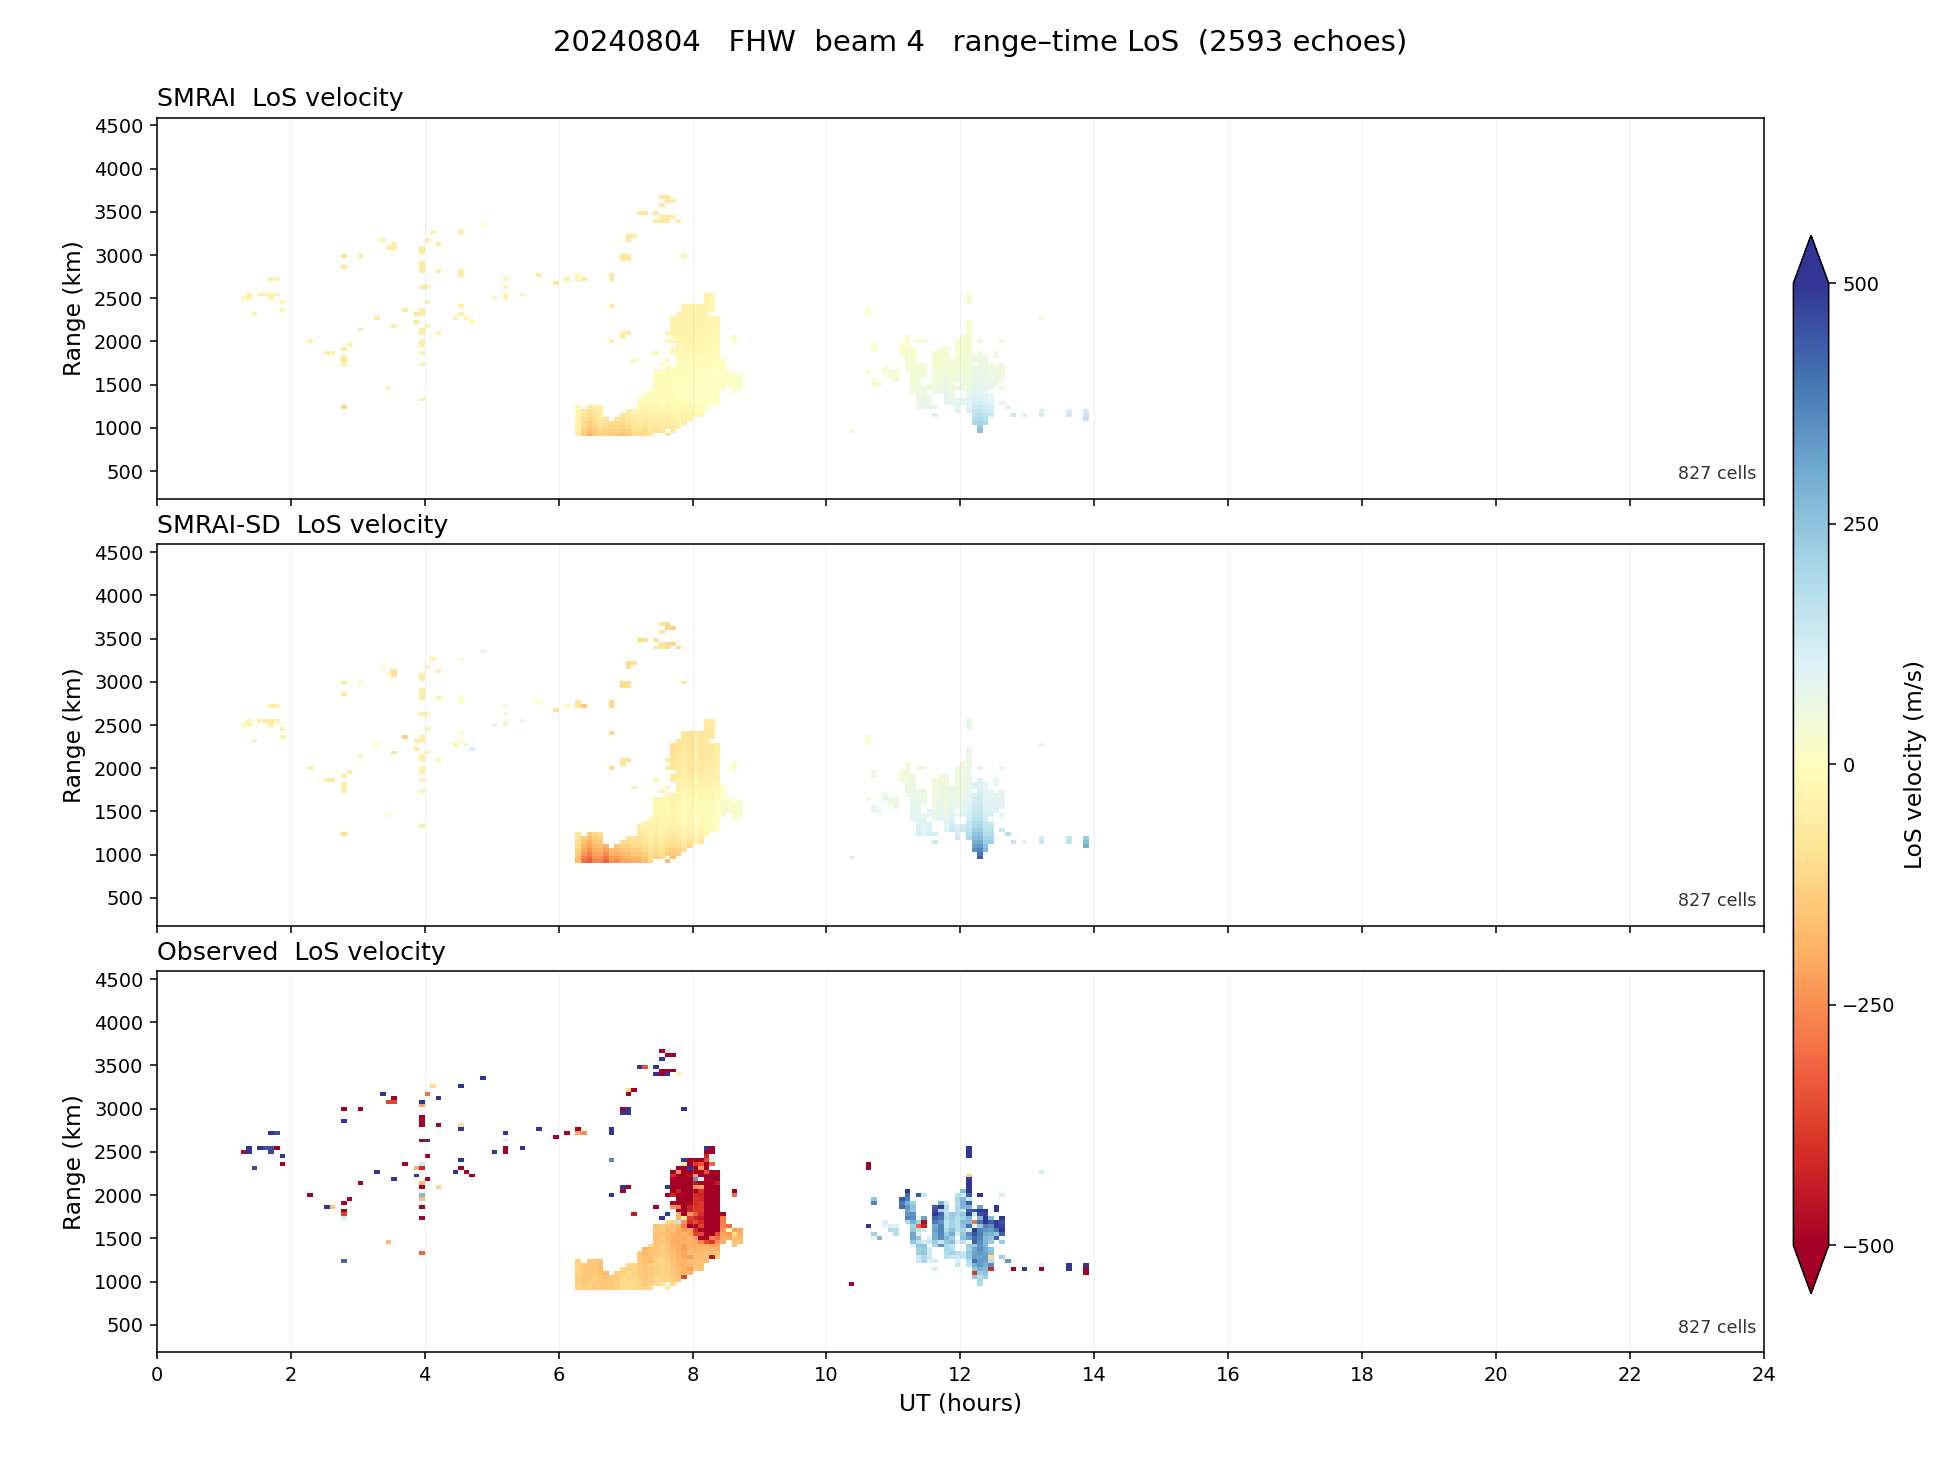 20240804 FHW beam 4 range–time LoS (2593 echoes)
SMRAI LoS velocity
4500
4000
3500
3000
2500
2000
1500
1000
500
Range (km)
827 cells
SMRAI-SD LoS velocity
4500
4000
3500
3000
2500
2000
1500
1000
500
Range (km)
827 cells
Observed LoS velocity
4500
4000
3500
3000
2500
2000
1500
1000
500
Range (km)
827 cells
0 2 4 6 8 10 12 14 16 18 20 22 24
UT (hours)
500
250
0
−250
−500
LoS velocity (m/s)